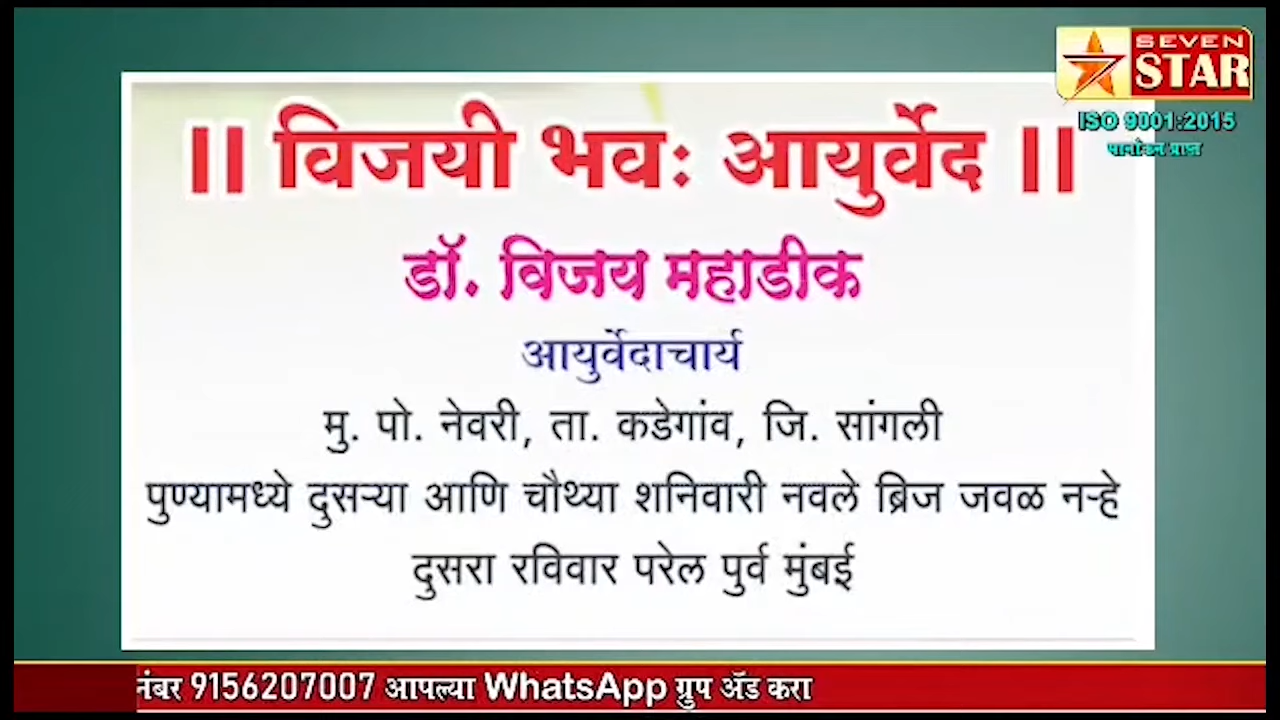 SEVEN
STAR
ISO 9001:2015
मानांकन प्राप्त
|| विजयी भवः आयुर्वेद ||
डॉ. विजय महाडीक
आयुर्वेदाचार्य
मु. पो. नेवरी, ता. कडेगांव, जि. सांगली
पुण्यामध्ये दुसऱ्या आणि चौथ्या शनिवारी नवले ब्रिज जवळ नऱ्हे
दुसरा रविवार परेल पुर्व मुंबई
नंबर 9156207007 आपल्या WhatsApp ग्रुप ॲड करा